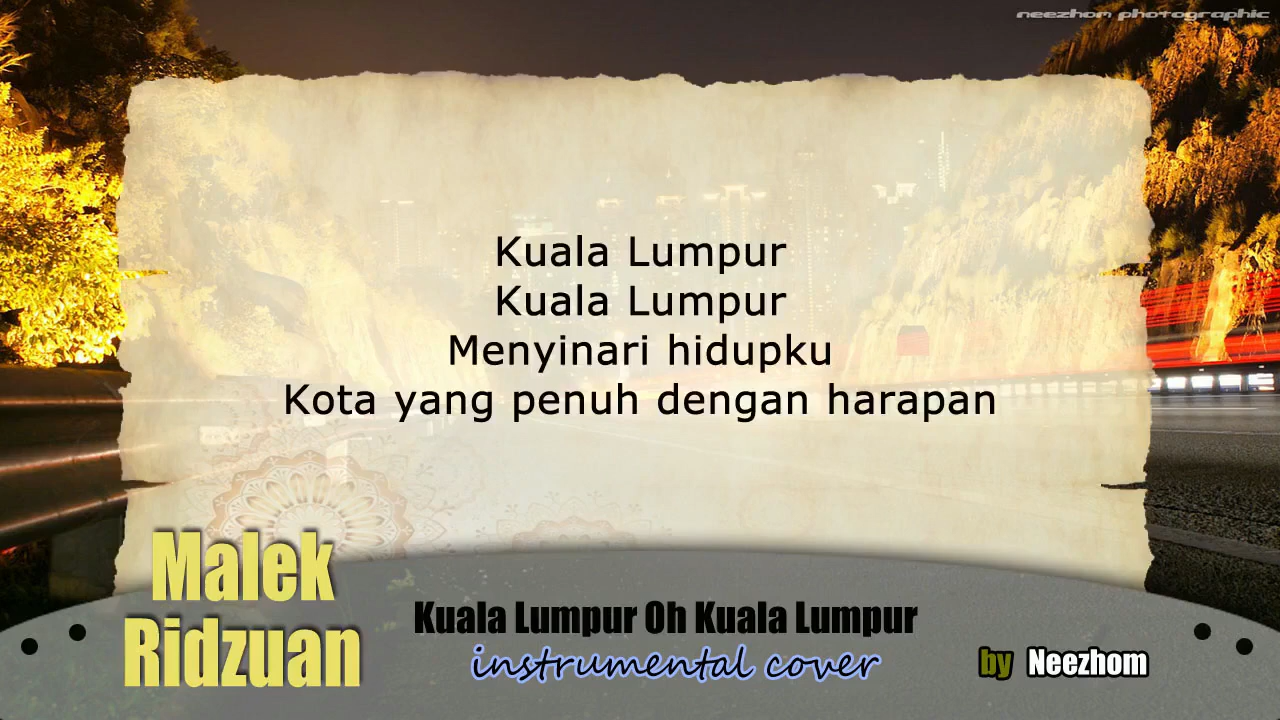 neezhom photographic
Kuala Lumpur
Kuala Lumpur
Menyinari hidupku
Kota yang penuh dengan harapan
Malek
Ridzuan
Kuala Lumpur Oh Kuala Lumpur
instrumental cover
by Neezhom